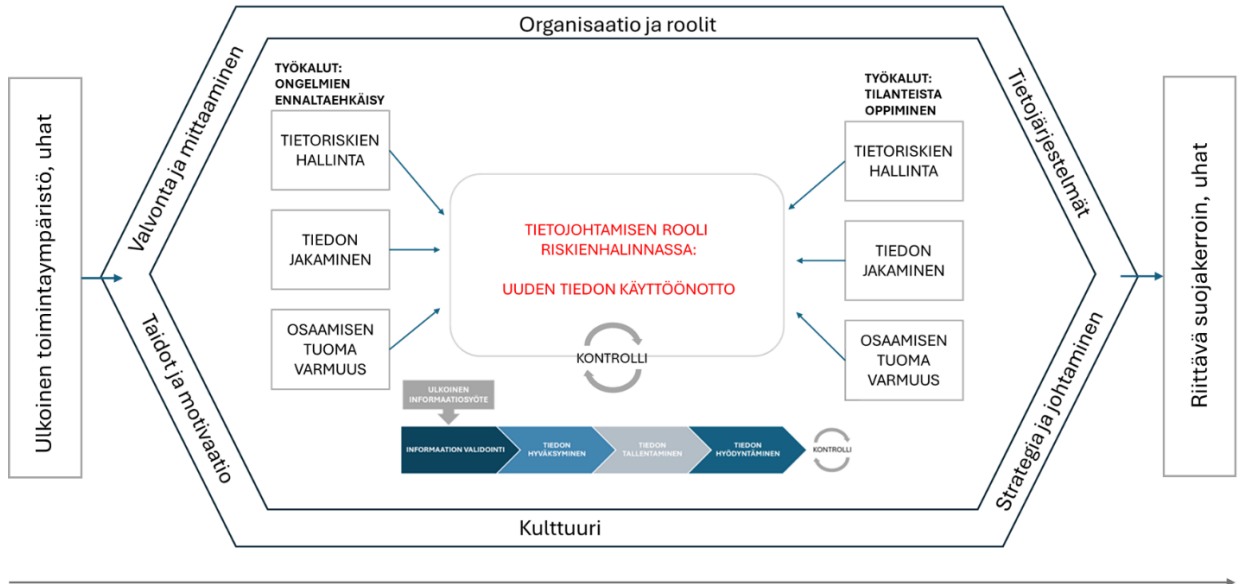 Organisaatio ja roolit
Ulkoinen toimintaympäristö, uhat
Valvonta ja mittaaminen
Taidot ja motivaatio
TYÖKALUT:
ONGELMIEN
ENNALTAEHKÄISY
TIETORISKIEN
HALLINTA
TIEDON
JAKAMINEN
OSAAMISEN
TUOMA
VARMUUS
TIETOJOHTAMISEN ROOLI
RISKIENHALINNASSA:
UUDEN TIEDON KÄYTTÖÖNOTTO
KONTROLLI
ULKOINEN
INFORMAATIOSYÖTE
INFORMAATION VALIDOINTI
TIEDON
HYVÄKSYMINEN
TIEDON
TALLENTAMINEN
TIEDON
HYÖDYNTÄMINEN
KONTROLLI
TYÖKALUT:
TILANTEISTA
OPPIMINEN
TIETORISKIEN
HALLINTA
TIEDON
JAKAMINEN
OSAAMISEN
TUOMA
VARMUUS
Tietojärjestelmät
Strategia ja johtaminen
Riittävä suojakerroin, uhat
Kulttuuri